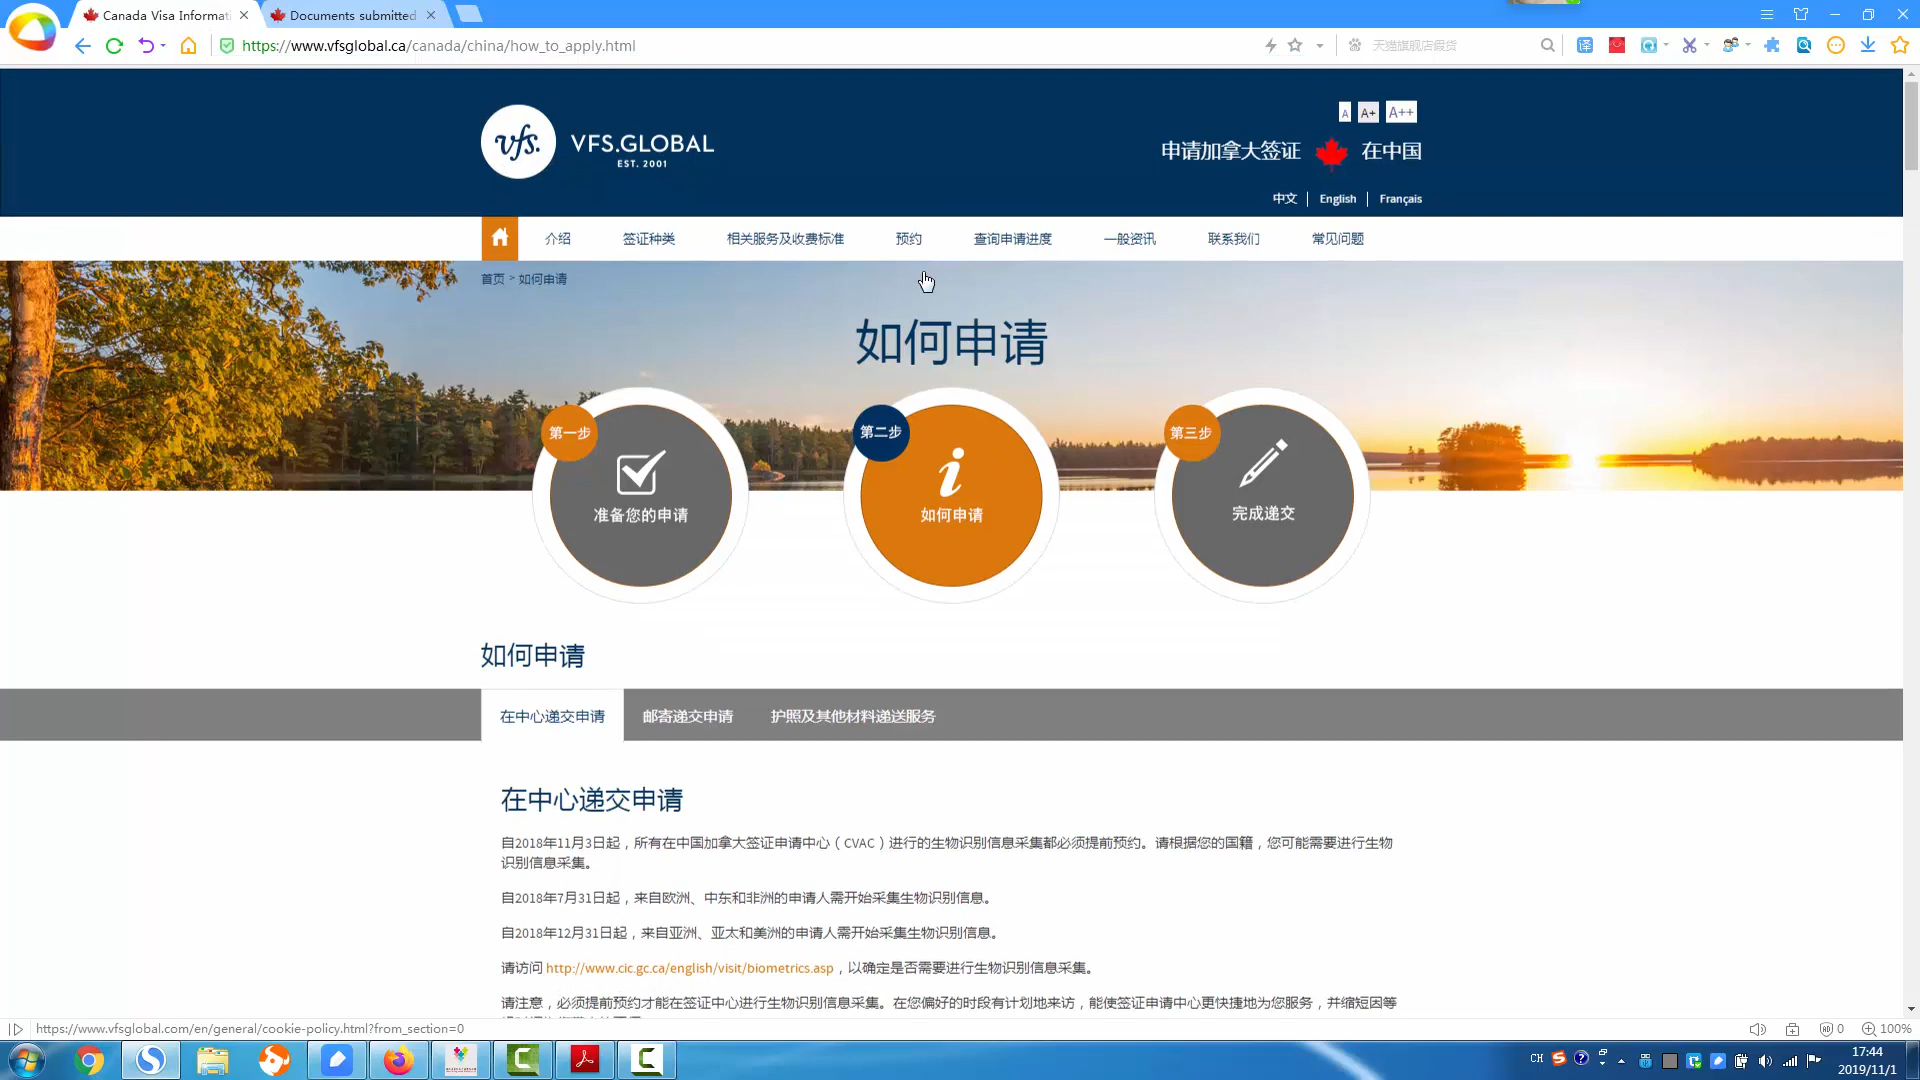 Canada Visa Informati
Documents submitted
https://www.vfsglobal.ca/canada/china/how_to_apply.html
天猫旗舰店假货
A A+ A++
vfs. VFS.GLOBAL
EST. 2001
申请加拿大签证 在中国
中文 English Français
介绍 签证种类 相关服务及收费标准 预约 查询申请进度 一般资讯 联系我们 常见问题
首页 > 如何申请
如何申请
第一步 第二步 第三步
准备您的申请 如何申请 完成递交
如何申请
在中心递交申请 邮寄递交申请 护照及其他材料递送服务
在中心递交申请
自2018年11月3日起，所有在中国加拿大签证申请中心（CVAC）进行的生物识别信息采集都必须提前预约。请根据您的国籍，您可能需要进行生物
识别信息采集。
自2018年7月31日起，来自欧洲、中东和非洲的申请人需开始采集生物识别信息。
自2018年12月31日起，来自亚洲、亚太和美洲的申请人需开始采集生物识别信息。
请访问 http://www.cic.gc.ca/english/visit/biometrics.asp，以确定是否需要进行生物识别信息采集。
请注意，必须提前预约才能在签证中心进行生物识别信息采集。在您偏好的时段有计划地来访，能使签证申请中心更快捷地为您服务，并缩短因等
https://www.vfsglobal.com/en/general/cookie-policy.html?from_section=0
0 100%
CH 17:44
2019/11/1